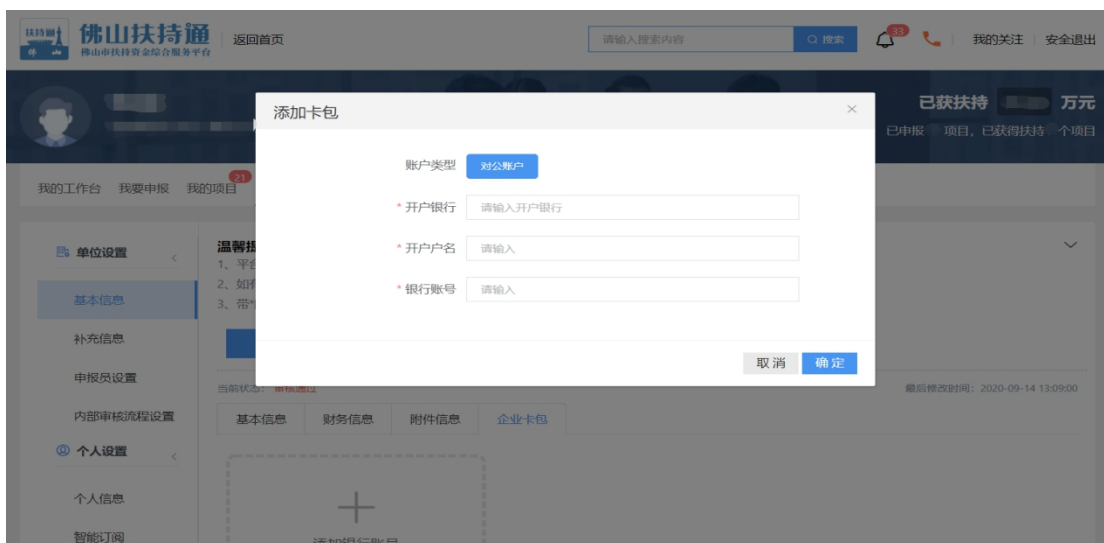 扶持通
佛山
佛山扶持通
佛山市扶持资金综合服务平台
返回首页
请输入搜索内容
搜索
33
我的关注
安全退出
已获扶持 万元
已申报 项目，已获得扶持 个项目
我的工作台 我要申报 我的项目
21
添加卡包
账户类型 对公账户
* 开户银行 请输入开户银行
* 开户户名 请输入
* 银行账号 请输入
取消 确定
单位设置
基本信息
补充信息
申报员设置
内部审核流程设置
个人设置
个人信息
智能订阅
温馨提
1、平台
2、如有
3、带*
当前状态： 审核通过
最后修改时间：2020-09-14 13:09:00
基本信息 财务信息 附件信息 企业卡包
添加银行账号